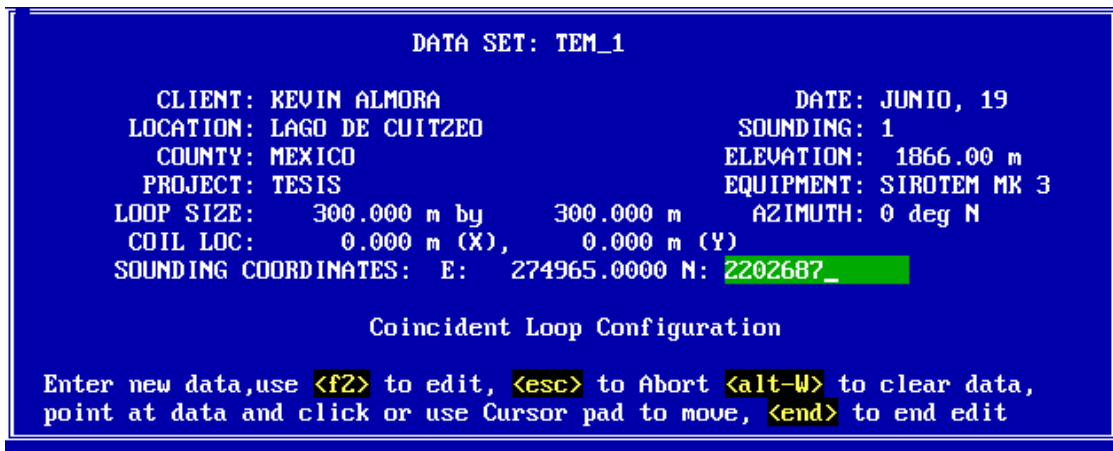 DATA SET: TEM_1
CLIENT: KEVIN ALMORA DATE: JUNIO, 19
LOCATION: LAGO DE CUITZEO SOUNDING: 1
COUNTY: MEXICO ELEVATION: 1866.00 m
PROJECT: TESIS EQUIPMENT: SIROTEM MK 3
LOOP SIZE: 300.000 m by 300.000 m AZIMUTH: 0 deg N
COIL LOC: 0.000 m (X), 0.000 m (Y)
SOUNDING COORDINATES: E: 274965.0000 N: 2202687_
Coincident Loop Configuration
Enter new data,use <f2> to edit, <esc> to Abort <alt-W> to clear data,
point at data and click or use Cursor pad to move, <end> to end edit